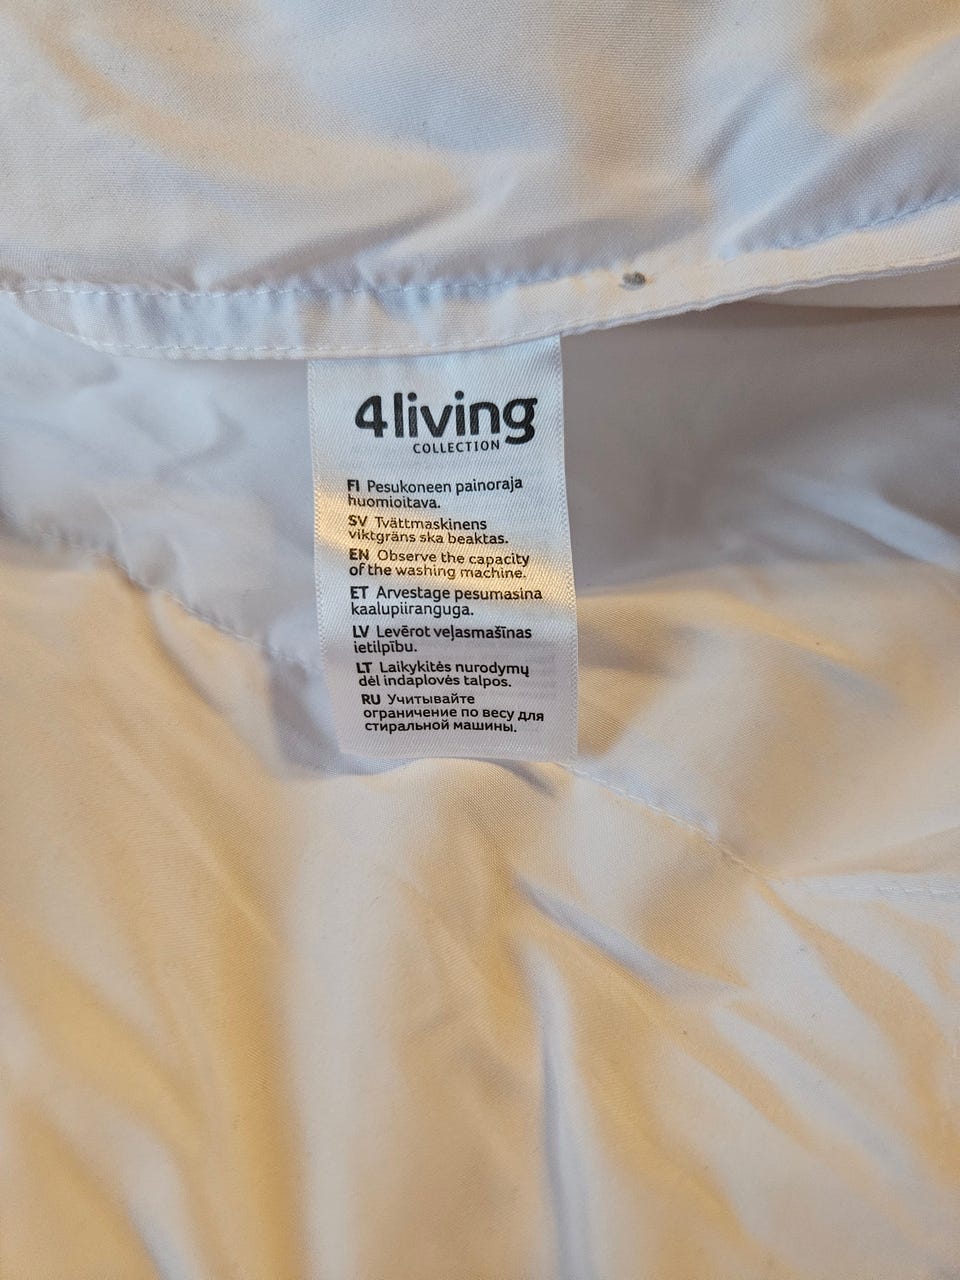 4living
COLLECTION
FI Pesukoneen painoraja
huomioitava.
SV Tvättmaskinens
viktgräns ska beaktas.
EN Observe the capacity
of the washing machine.
ET Arvestage pesumasina
kaalupiiranguga.
LV Levērot veļasmašīnas
ietilpību.
LT Laikykitės nurodymų
dėl indaplovės talpos.
RU Учитывайте
ограничение по весу для
стиральной машины.